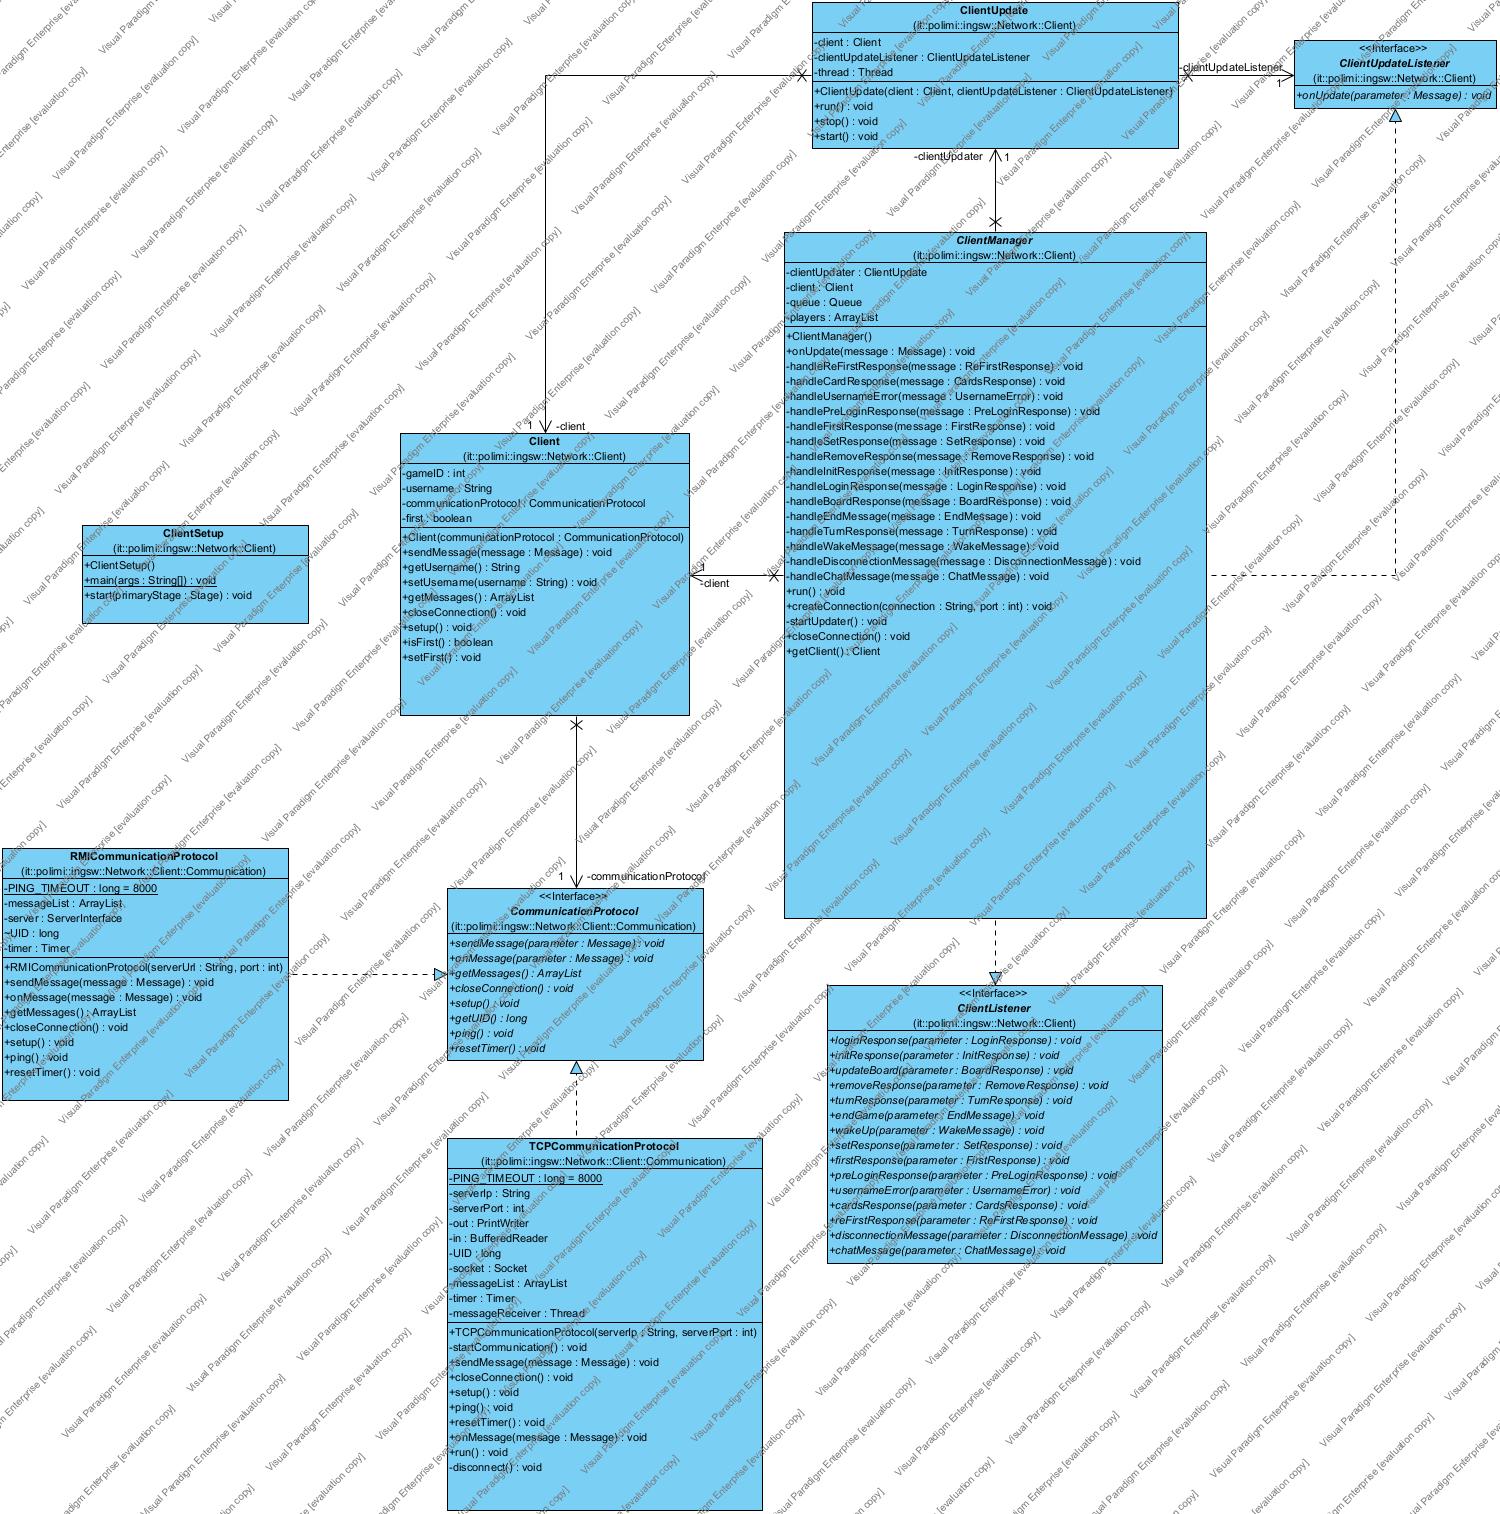 ClientUpdate
(it::polimi::ingsw::Network::Client)
-client : Client
-clientUpdateListener : ClientUpdateListener
-thread : Thread
+ClientUpdate(client : Client, clientUpdateListener : ClientUpdateListener)
+run() : void
+stop() : void
+start() : void
-clientUpdateListener
1
<<Interface>>
ClientUpdateListener
(it::polimi::ingsw::Network::Client)
+onUpdate(parameter : Message) : void
-clientUpdater
1
ClientManager
(it::polimi::ingsw::Network::Client)
-clientUpdater : ClientUpdate
-client : Client
-queue : Queue
-players : ArrayList
+ClientManager()
+onUpdate(message : Message) : void
-handleReFirstResponse(message : ReFirstResponse) : void
-handleCardResponse(message : CardsResponse) : void
-handleUsernameError(message : UsernameError) : void
-handlePreLoginResponse(message : PreLoginResponse) : void
-handleFirstResponse(message : FirstResponse) : void
-handleSetResponse(message : SetResponse) : void
-handleRemoveResponse(message : RemoveResponse) : void
-handleInitResponse(message : InitResponse) : void
-handleLoginResponse(message : LoginResponse) : void
-handleBoardResponse(message : BoardResponse) : void
-handleEndMessage(message : EndMessage) : void
-handleTurnResponse(message : TurnResponse) : void
-handleWakeMessage(message : WakeMessage) : void
-handleDisconnectionMessage(message : DisconnectionMessage) : void
-handleChatMessage(message : ChatMessage) : void
+run() : void
+createConnection(connection : String, port : int) : void
-startUpdater() : void
+closeConnection() : void
+getClient() : Client
1
-client
Client
(it::polimi::ingsw::Network::Client)
-gameID : int
-username : String
-communicationProtocol : CommunicationProtocol
-first : boolean
+Client(communicationProtocol : CommunicationProtocol)
+sendMessage(message : Message) : void
+getUsername() : String
+setUsername(username : String) : void
+getMessages() : ArrayList
+closeConnection() : void
+setup() : void
+isFirst() : boolean
+setFirst() : void
1
-client
ClientSetup
(it::polimi::ingsw::Network::Client)
+ClientSetup()
+main(args : String[]) : void
+start(primaryStage : Stage) : void
RMICommunicationProtocol
(it::polimi::ingsw::Network::Client::Communication)
-PING_TIMEOUT : long = 8000
-messageList : ArrayList
-server : ServerInterface
-UID : long
-timer : Timer
+RMICommunicationProtocol(serverUrl : String, port : int)
+sendMessage(message : Message) : void
+onMessage(message : Message) : void
+getMessages() : ArrayList
+closeConnection() : void
+setup() : void
+ping() : void
+resetTimer() : void
1
-communicationProtocol
<<Interface>>
CommunicationProtocol
(it::polimi::ingsw::Network::Client::Communication)
+sendMessage(parameter : Message) : void
+onMessage(parameter : Message) : void
+getMessages() : ArrayList
+closeConnection() : void
+setup() : void
+getUID() : long
+ping() : void
+resetTimer() : void
<<Interface>>
ClientListener
(it::polimi::ingsw::Network::Client)
+loginResponse(parameter : LoginResponse) : void
+initResponse(parameter : InitResponse) : void
+updateBoard(parameter : BoardResponse) : void
+removeResponse(parameter : RemoveResponse) : void
+turnResponse(parameter : TurnResponse) : void
+endGame(parameter : EndMessage) : void
+wakeUp(parameter : WakeMessage) : void
+setResponse(parameter : SetResponse) : void
+firstResponse(parameter : FirstResponse) : void
+preLoginResponse(parameter : PreLoginResponse) : void
+usernameError(parameter : UsernameError) : void
+cardsResponse(parameter : CardsResponse) : void
+reFirstResponse(parameter : ReFirstResponse) : void
+disconnectionMessage(parameter : DisconnectionMessage) : void
+chatMessage(parameter : ChatMessage) : void
TCPCommunicationProtocol
(it::polimi::ingsw::Network::Client::Communication)
-PING_TIMEOUT : long = 8000
-serverIp : String
-serverPort : int
-out : PrintWriter
-in : BufferedReader
-UID : long
-socket : Socket
-messageList : ArrayList
-timer : Timer
-messageReceiver : Thread
+TCPCommunicationProtocol(serverIp : String, serverPort : int)
-startCommunication() : void
+sendMessage(message : Message) : void
+closeConnection() : void
+setup() : void
+ping() : void
+resetTimer() : void
+onMessage(message : Message) : void
+run() : void
-disconnect() : void
Visual Paradigm Enterprise [evaluation copy]